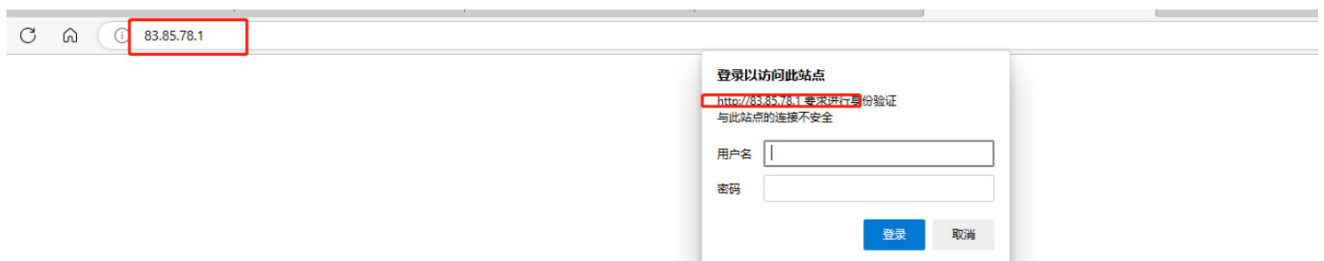 83.85.78.1
登录以访问此站点
http://83.85.78.1 要求进行身份验证
与此站点的连接不安全
用户名
密码
登录 取消